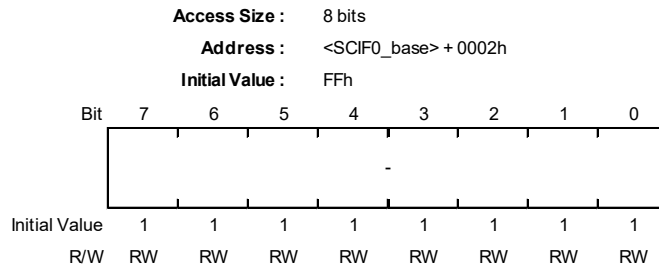 Access Size : 8 bits
Address : <SCIF0_base> + 0002h
Initial Value : FFh
Bit 7 6 5 4 3 2 1 0
-
Initial Value 1 1 1 1 1 1 1 1
R/W RW RW RW RW RW RW RW RW